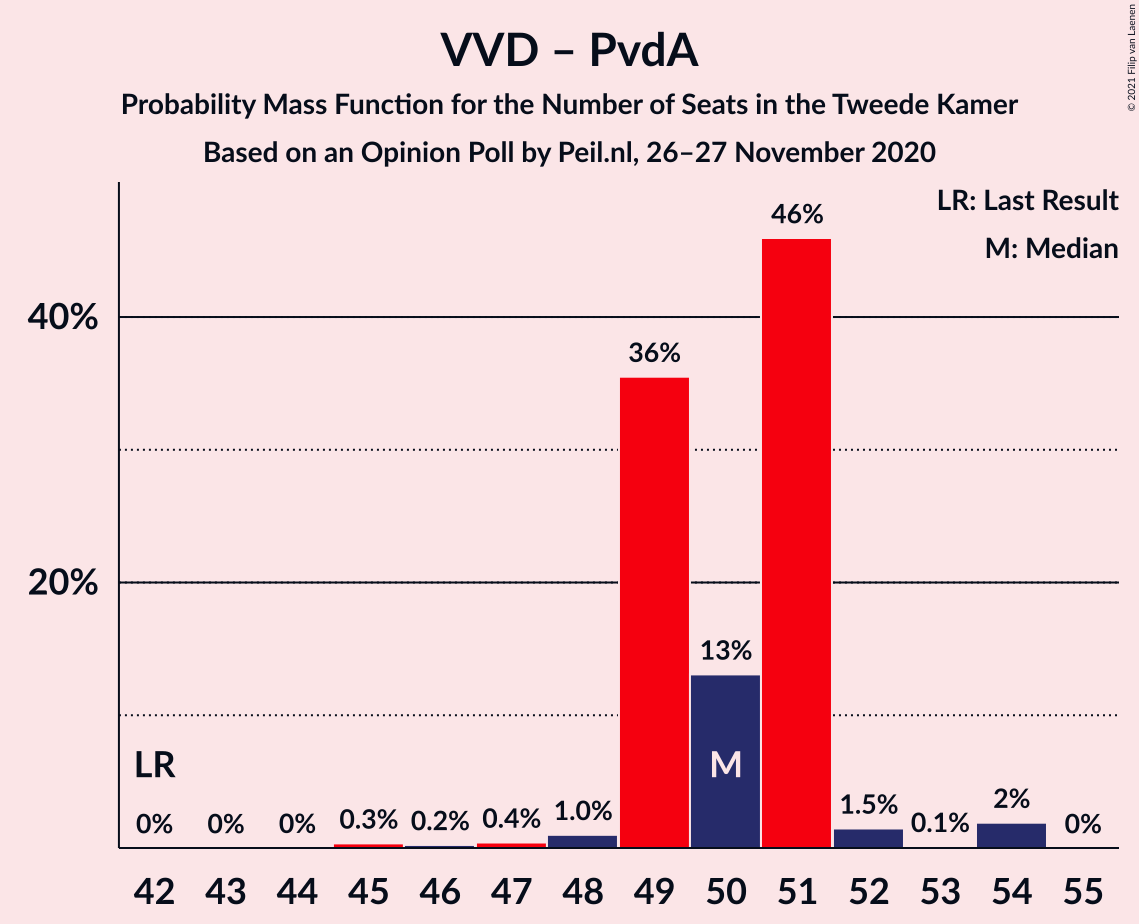 VVD – PvdA
Probability Mass Function for the Number of Seats in the Tweede Kamer
Based on an Opinion Poll by Peil.nl, 26–27 November 2020
© 2021 Filip van Laenen
LR: Last Result
M: Median
40%
20%
LR
M
0%
0%
0%
0.3%
0.2%
0.4%
1.0%
36%
13%
46%
1.5%
0.1%
2%
0%
42 43 44 45 46 47 48 49 50 51 52 53 54 55